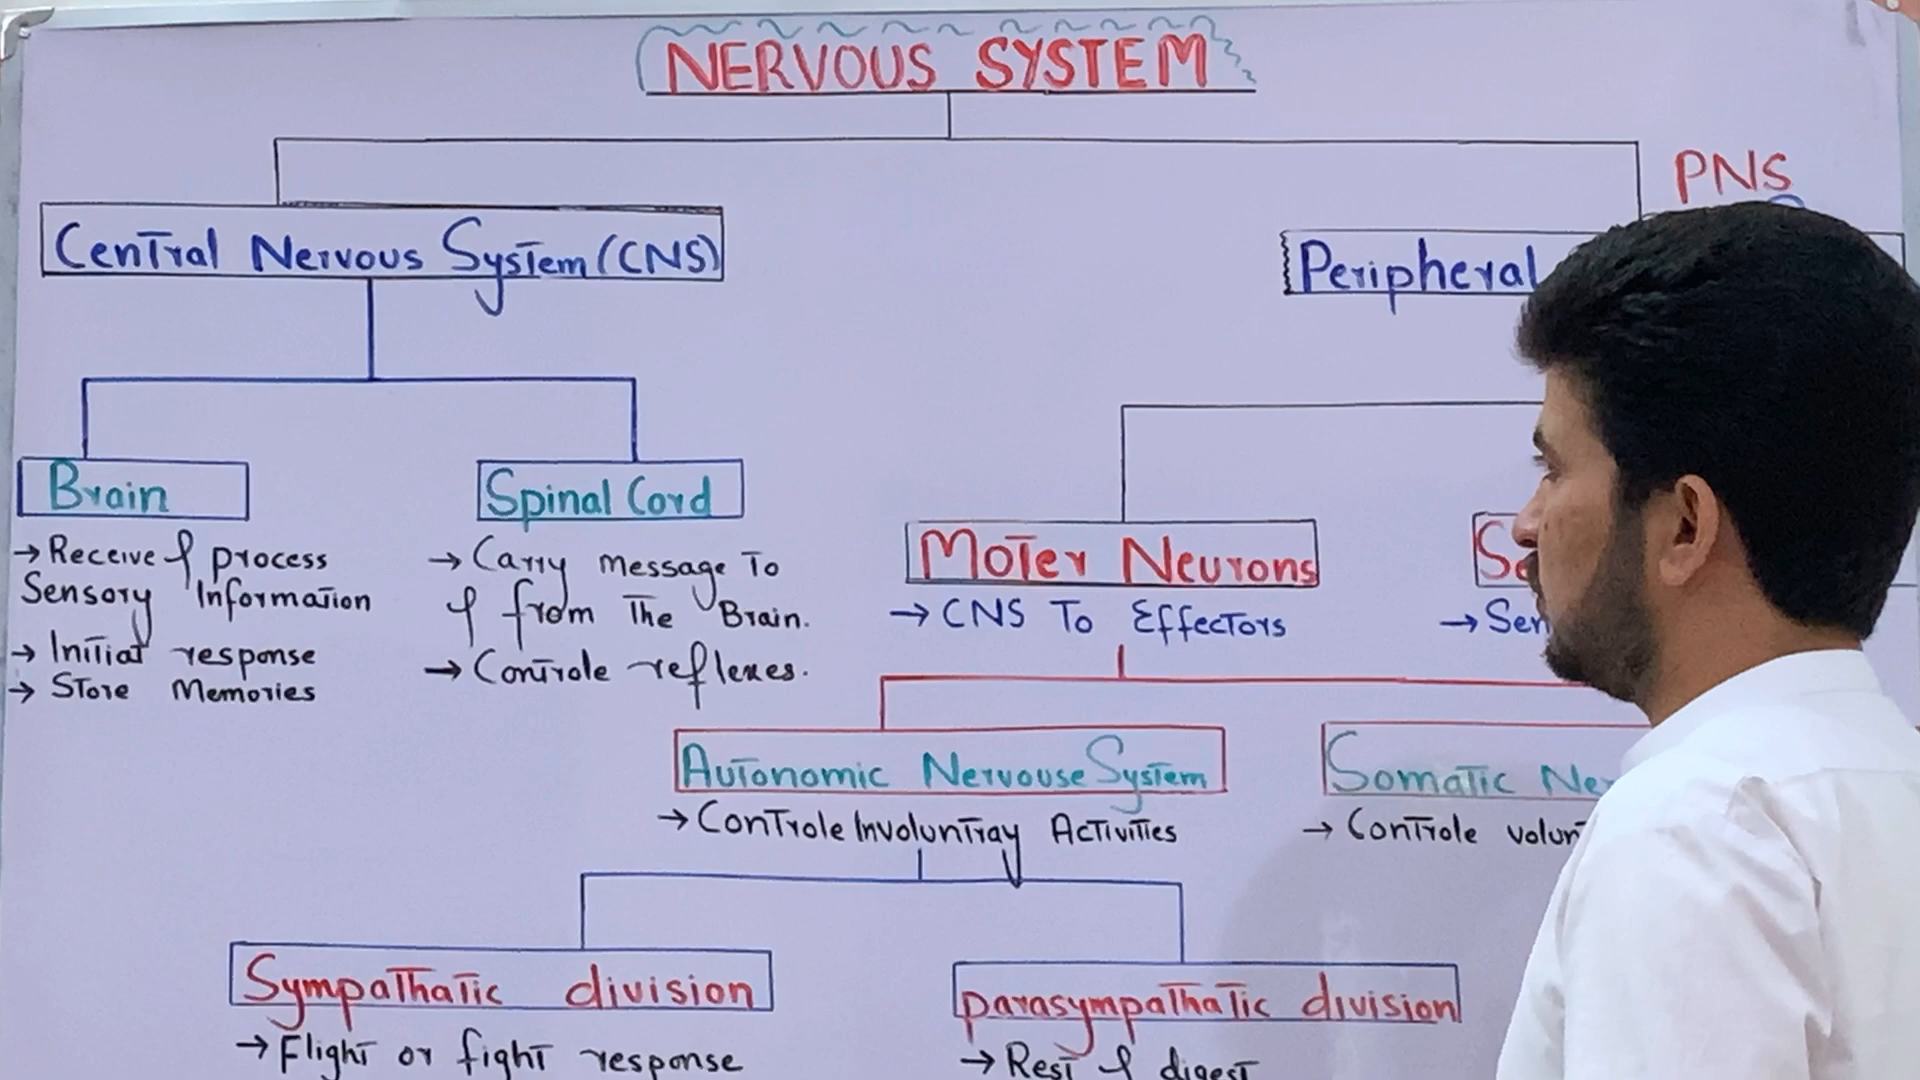 NERVOUS SYSTEM
PNS
Central Nervous System (CNS)
Peripheral
Brain
→ Receive & process
Sensory Information
→ Initiat response
→ Store Memories
Spinal Cord
→ Carry message To
& from The Brain.
→ Controle reflexes.
Moter Neurons
→ CNS To Effectors
Autonomic Nervouse System
→ Controle Involuntray Activities
Somatic
→ Controle
Sympathatic division
→ Flight or fight response
parasympathatic division
→ Rest & digest